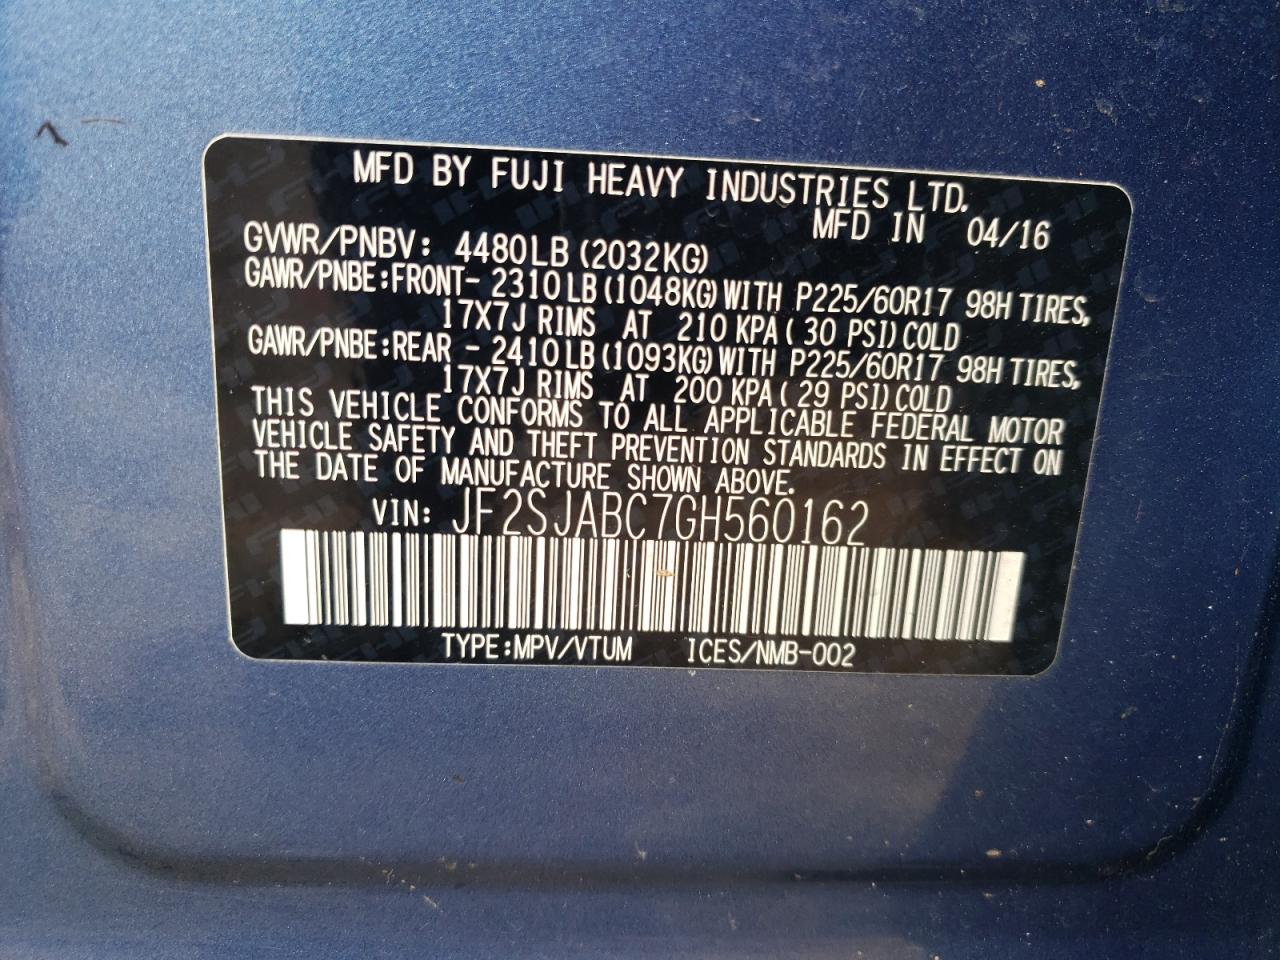 MFD BY FUJI HEAVY INDUSTRIES LTD.
MFD IN 04/16
GVWR/PNBV: 4480LB (2032KG)
GAWR/PNBE:FRONT- 2310LB(1048KG)WITH P225/60R17 98H TIRES,
17X7J RIMS AT 210 KPA( 30 PSI)COLD
GAWR/PNBE:REAR - 2410LB(1093KG)WITH P225/60R17 98H TIRES,
17X7J RIMS AT 200 KPA( 29 PSI)COLD
THIS VEHICLE CONFORMS TO ALL APPLICABLE FEDERAL MOTOR
VEHICLE SAFETY AND THEFT PREVENTION STANDARDS IN EFFECT ON
THE DATE OF MANUFACTURE SHOWN ABOVE.
VIN: JF2SJABC7GH560162
TYPE:MPV/VTUM ICES/NMB-002